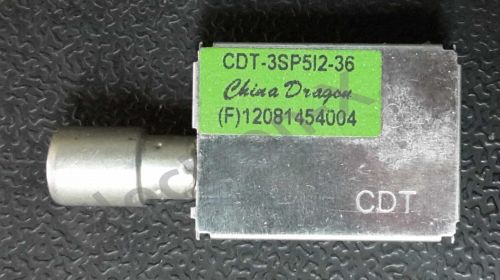 CDT-3SP5I2-36
China Dragon
(F)12081454004
CDT